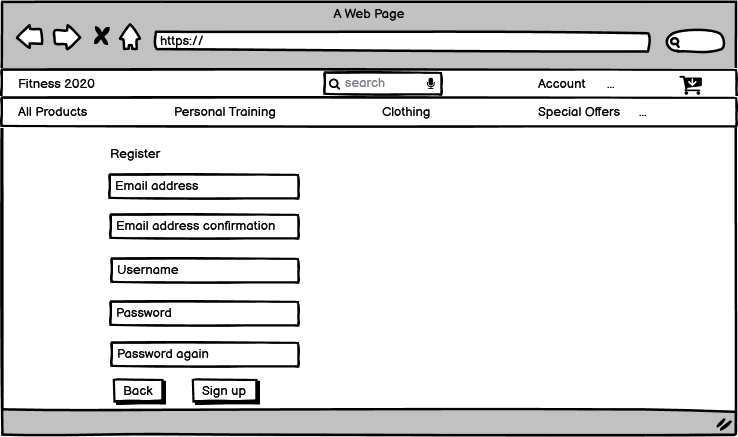 A Web Page
https://
Fitness 2020 search Account ...
All Products Personal Training Clothing Special Offers ...
Register
Email address
Email address confirmation
Username
Password
Password again
Back Sign up